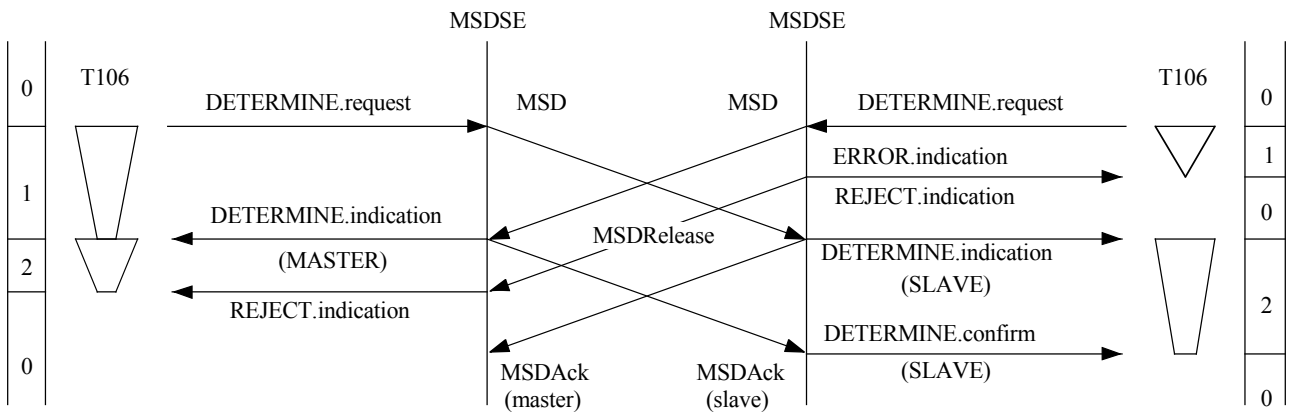 MSDSE MSDSE
T106 T106
0 DETERMINE.request MSD MSD DETERMINE.request 0
ERROR.indication 1
1 DETERMINE.indication REJECT.indication 0
MSDRelease
2 (MASTER) DETERMINE.indication
REJECT.indication (SLAVE) 2
DETERMINE.confirm
0 MSDAck MSDAck (SLAVE)
(master) (slave) 0